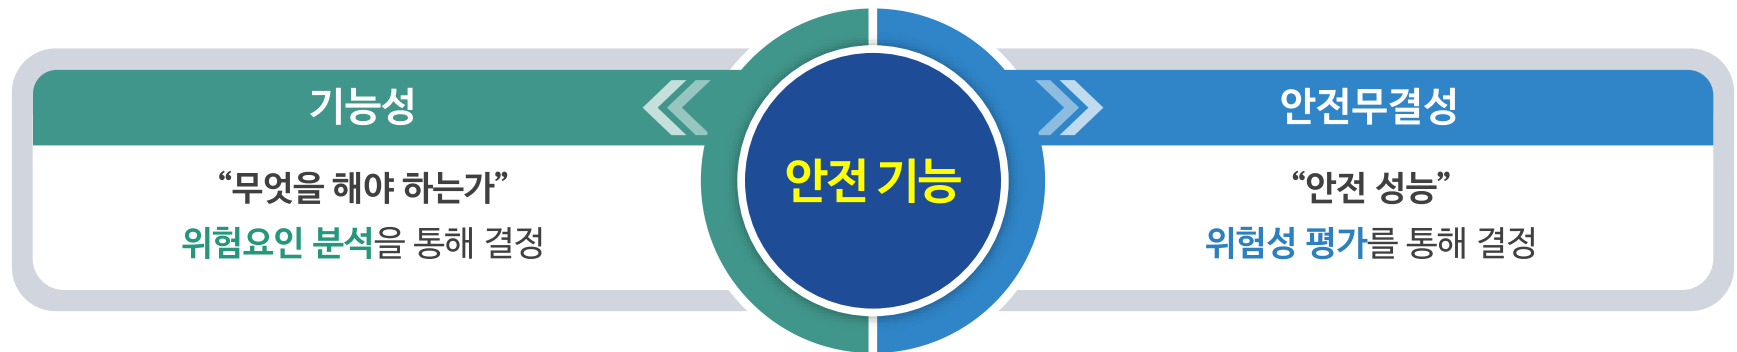 기능성
“무엇을 해야 하는가”
위험요인 분석을 통해 결정
안전 기능
안전무결성
“안전 성능”
위험성 평가를 통해 결정